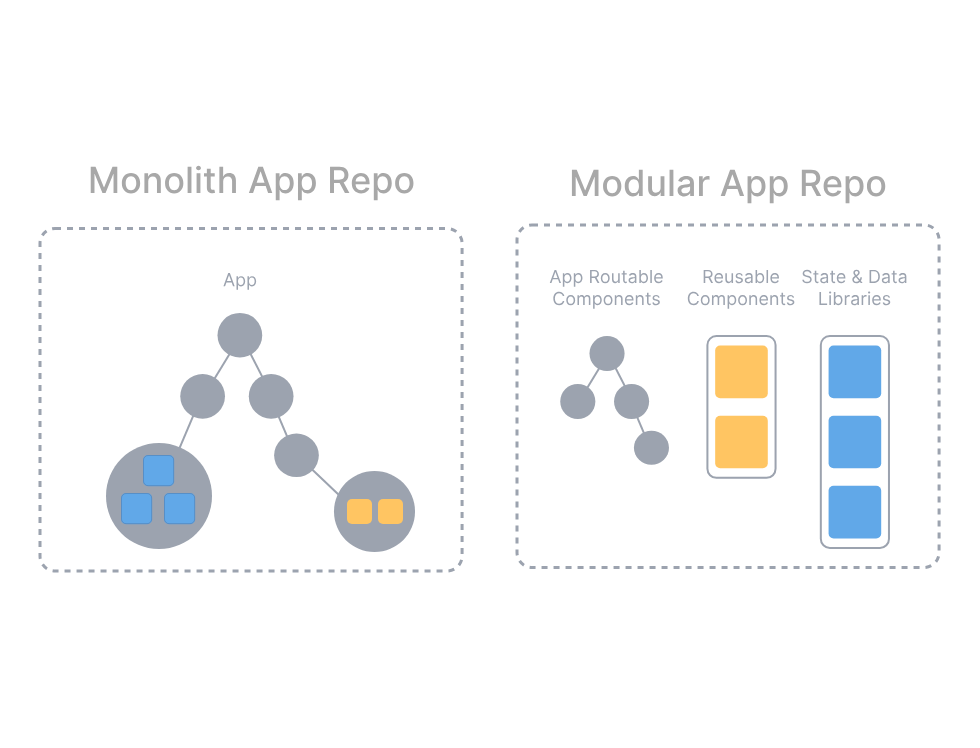 Monolith App Repo
App
Modular App Repo
App Routable
Components
Reusable
Components
State & Data
Libraries